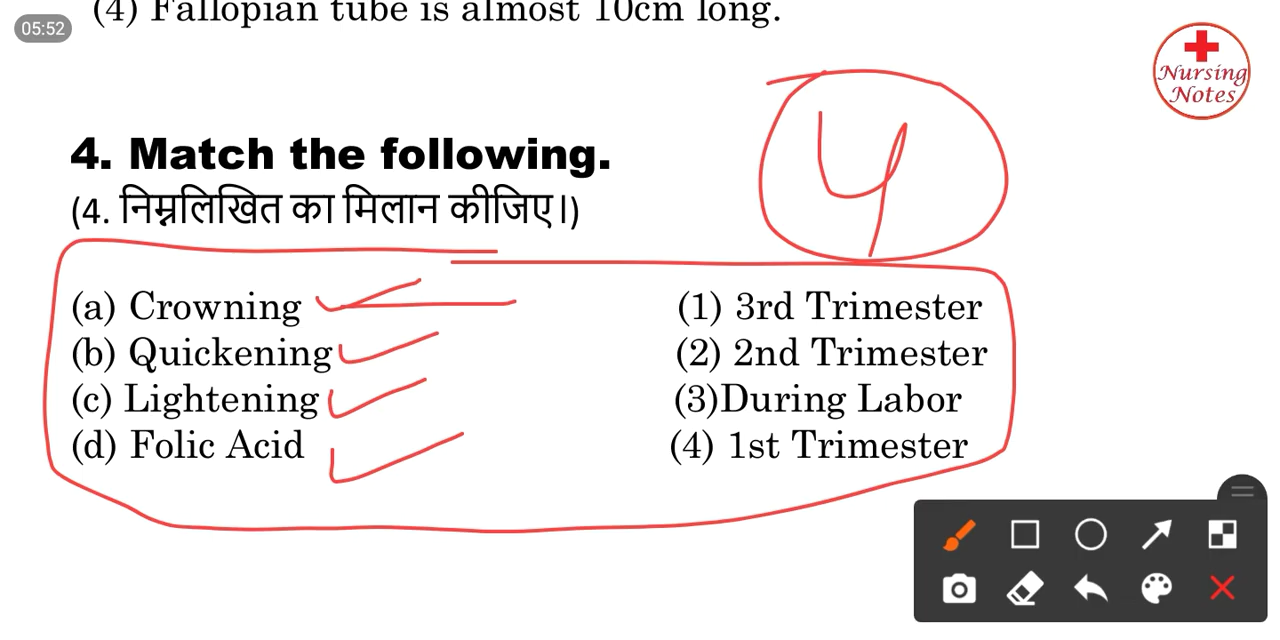 05:52
(4) Fallopian tube is almost 10cm long.
Nursing
Notes
4
4. Match the following.
(4. निम्नलिखित का मिलान कीजिए।)
(a) Crowning (1) 3rd Trimester
(b) Quickening (2) 2nd Trimester
(c) Lightening (3)During Labor
(d) Folic Acid (4) 1st Trimester